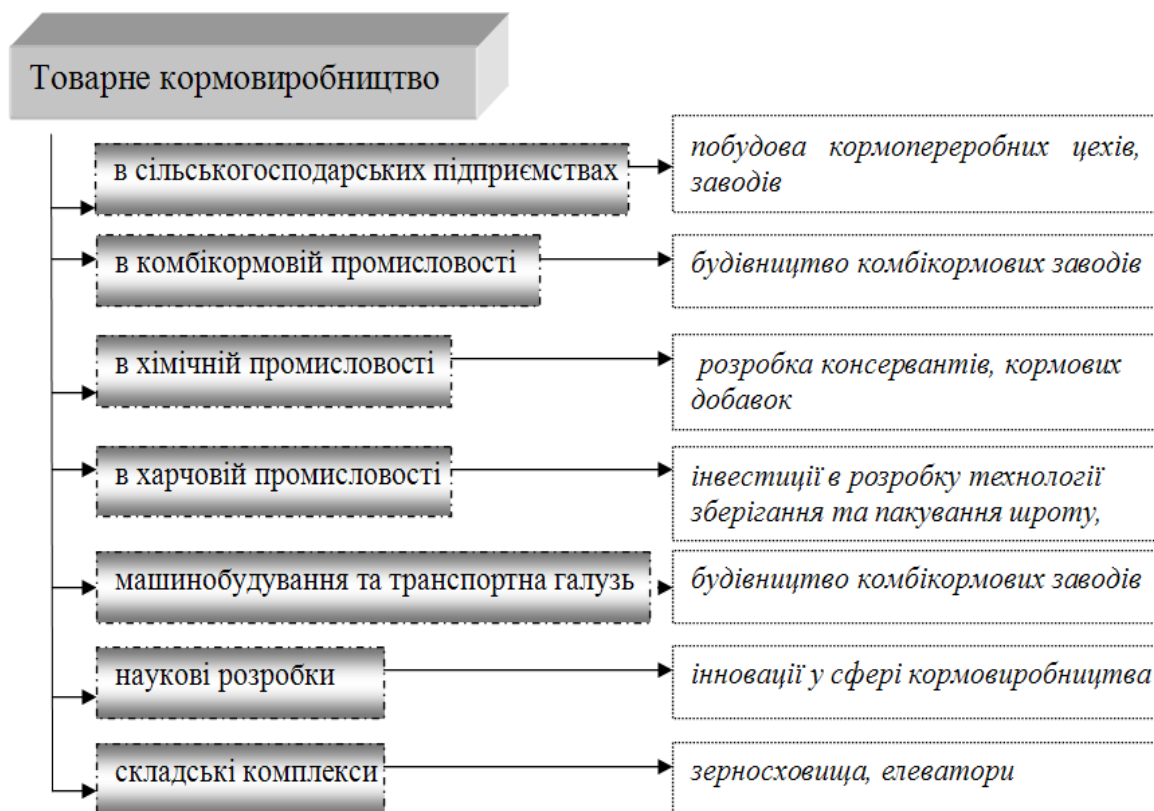 Товарне кормовиробництво
в сільськогосподарських підприємствах
побудова кормопереробних цехів,
заводів
в комбікормовій промисловості
будівництво комбікормових заводів
в хімічній промисловості
розробка консервантів, кормових
добавок
в харчовій промисловості
інвестиції в розробку технології
зберігання та пакування шроту,
машинобудування та транспортна галузь
будівництво комбікормових заводів
наукові розробки
інновації у сфері кормовиробництва
складські комплекси
зерносховища, елеватори